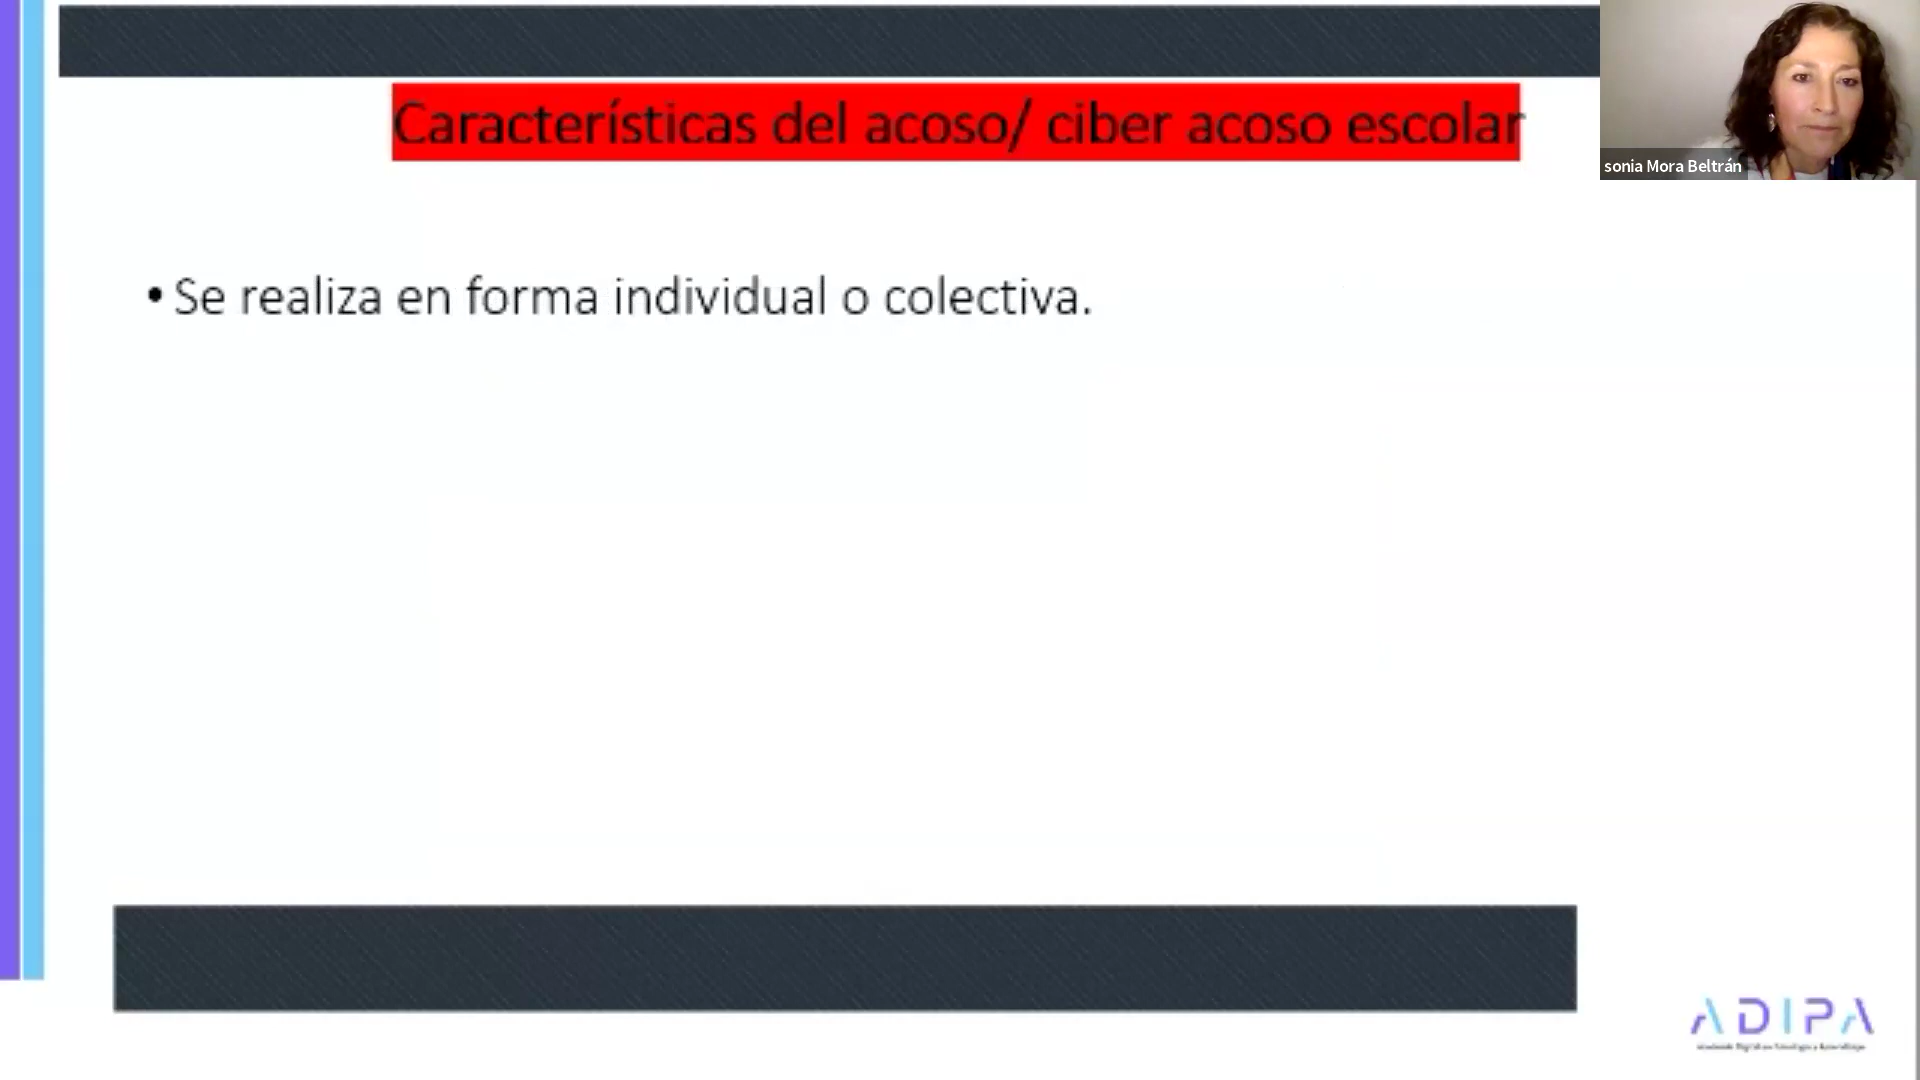 Características del acoso/ ciber acoso escolar
sonia Mora Beltrán
• Se realiza en forma individual o colectiva.
ADIPA